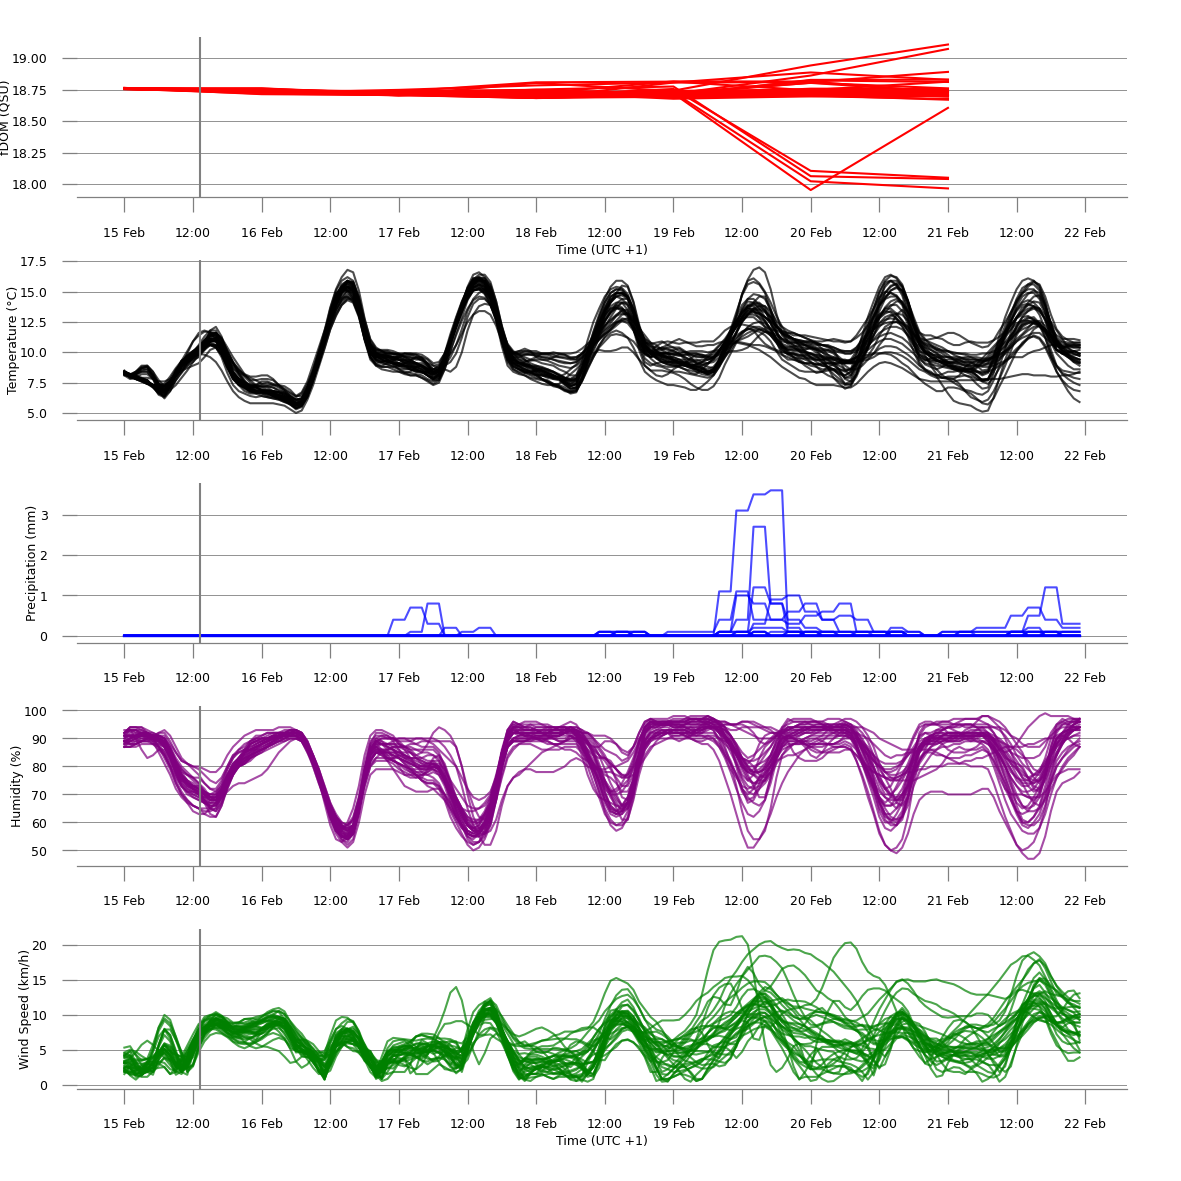 fDOM (QSU)
19.00
18.75
18.50
18.25
18.00
15 Feb 12:00 16 Feb 12:00 17 Feb 12:00 18 Feb 12:00 19 Feb 12:00 20 Feb 12:00 21 Feb 12:00 22 Feb
Time (UTC +1)
Temperature (°C)
17.5
15.0
12.5
10.0
7.5
5.0
15 Feb 12:00 16 Feb 12:00 17 Feb 12:00 18 Feb 12:00 19 Feb 12:00 20 Feb 12:00 21 Feb 12:00 22 Feb
Precipitation (mm)
3
2
1
0
15 Feb 12:00 16 Feb 12:00 17 Feb 12:00 18 Feb 12:00 19 Feb 12:00 20 Feb 12:00 21 Feb 12:00 22 Feb
Humidity (%)
100
90
80
70
60
50
15 Feb 12:00 16 Feb 12:00 17 Feb 12:00 18 Feb 12:00 19 Feb 12:00 20 Feb 12:00 21 Feb 12:00 22 Feb
Wind Speed (km/h)
20
15
10
5
0
15 Feb 12:00 16 Feb 12:00 17 Feb 12:00 18 Feb 12:00 19 Feb 12:00 20 Feb 12:00 21 Feb 12:00 22 Feb
Time (UTC +1)